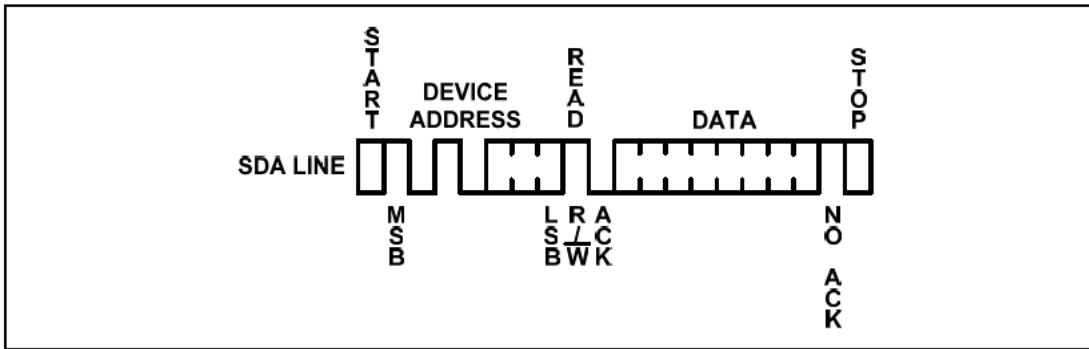 START
DEVICE
ADDRESS
READ
DATA
STOP
SDA LINE
MSB
LSB
R/W
ACK
NO ACK